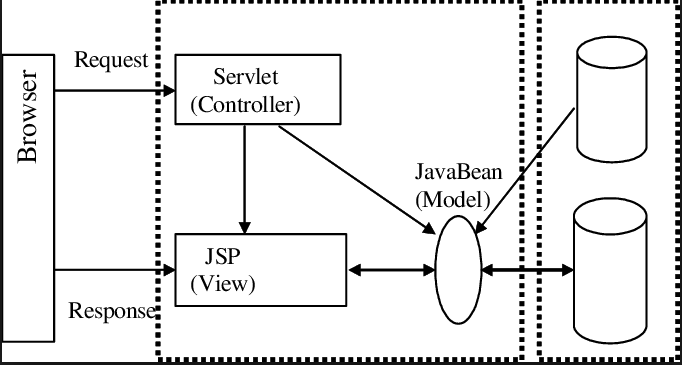 Request
Servlet
(Controller)
Browser
JavaBean
(Model)
JSP
(View)
Response